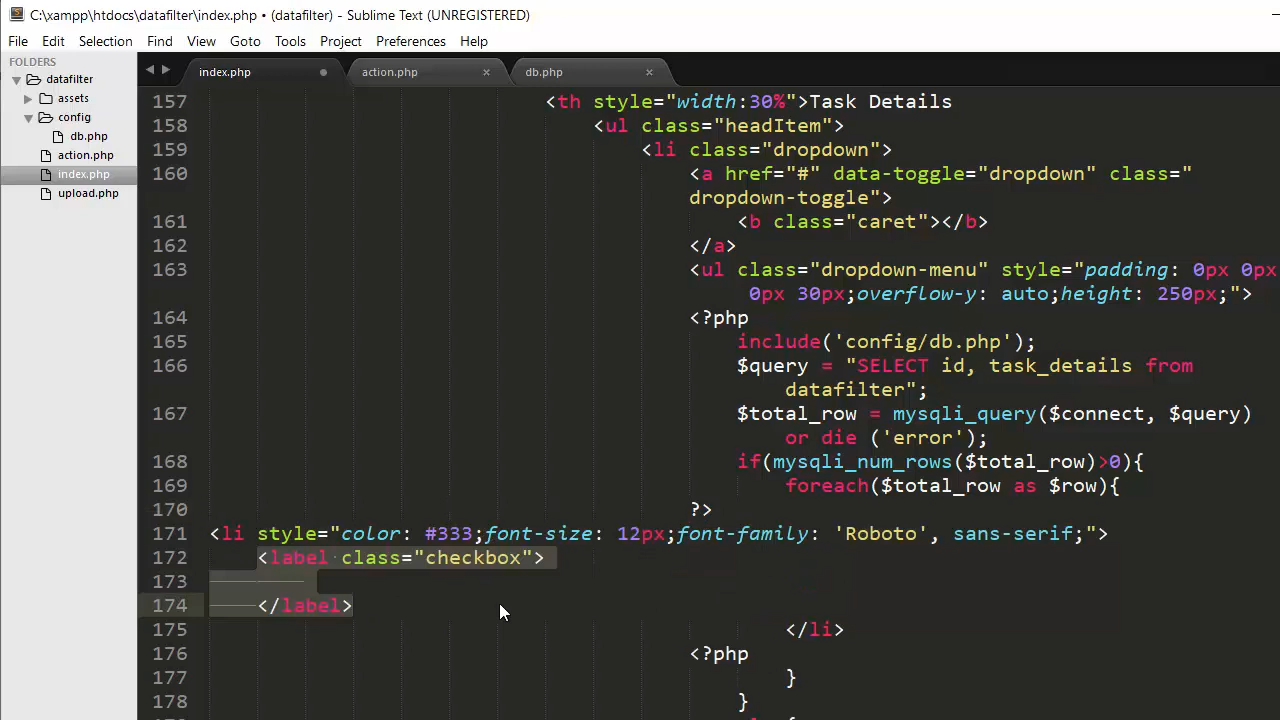 C:\xampp\htdocs\datafilter\index.php • (datafilter) - Sublime Text (UNREGISTERED)
File Edit Selection Find View Goto Tools Project Preferences Help
FOLDERS
datafilter
assets
config
db.php
action.php
index.php
upload.php
index.php action.php db.php
157 <th style="width:30%">Task Details
158 <ul class="headItem">
159 <li class="dropdown">
160 <a href="#" data-toggle="dropdown" class="
dropdown-toggle">
161 <b class="caret"></b>
162 </a>
163 <ul class="dropdown-menu" style="padding: 0px 0px
0px 30px;overflow-y: auto;height: 250px;">
164 <?php
165 include('config/db.php');
166 $query = "SELECT id, task_details from
datafilter";
167 $total_row = mysqli_query($connect, $query)
or die ('error');
168 if(mysqli_num_rows($total_row)>0){
169 foreach($total_row as $row){
170 ?>
171 <li style="color: #333;font-size: 12px;font-family: 'Roboto', sans-serif;">
172 <label class="checkbox">
173
174 </label>
175 </li>
176 <?php
177 }
178 }